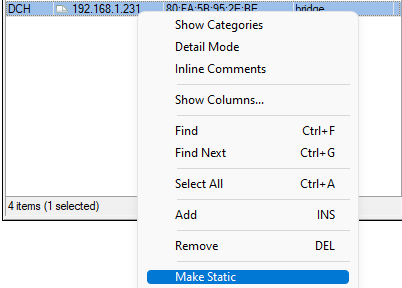 DCH 192.168.1.231 80:FA:5B:95:2F:BE bridge
Show Categories
Detail Mode
Inline Comments
Show Columns...
Find Ctrl+F
Find Next Ctrl+G
Select All Ctrl+A
4 items (1 selected)
Add INS
Remove DEL
Make Static